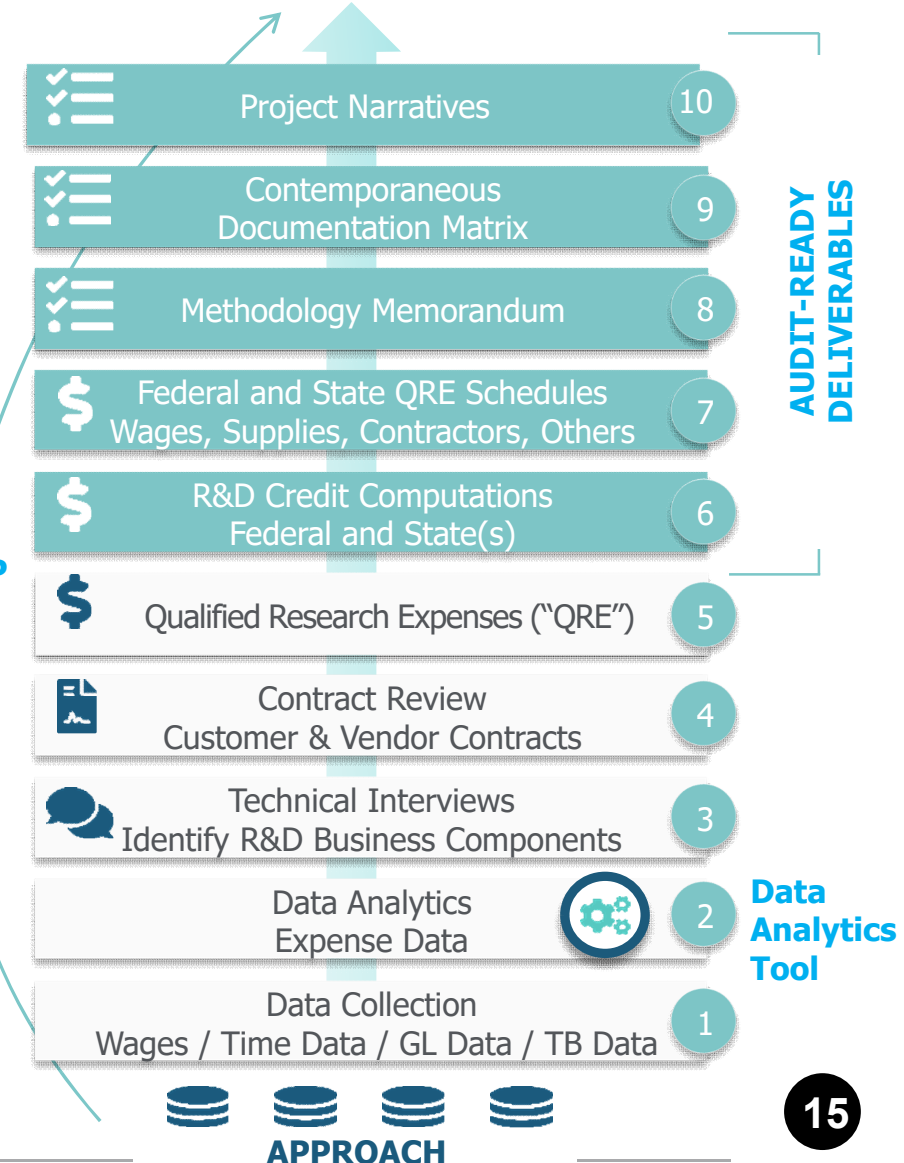 Project Narratives
10
Contemporaneous
Documentation Matrix
9
Methodology Memorandum
8
Federal and State QRE Schedules
Wages, Supplies, Contractors, Others
7
R&D Credit Computations
Federal and State(s)
6
AUDIT-READY
DELIVERABLES
Qualified Research Expenses (“QRE”)
5
Contract Review
Customer & Vendor Contracts
4
Technical Interviews
Identify R&D Business Components
3
Data Analytics
Expense Data
2
Data
Analytics
Tool
Data Collection
Wages / Time Data / GL Data / TB Data
1
APPROACH
15